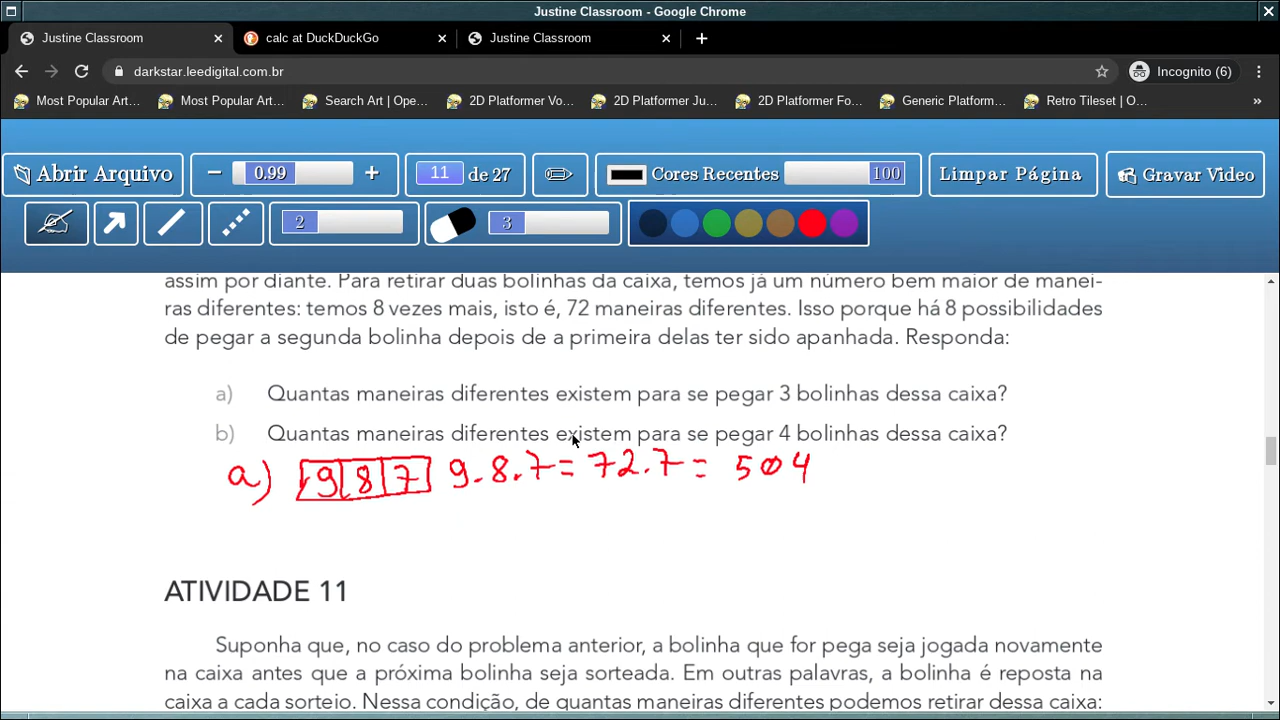 Justine Classroom - Google Chrome
Justine Classroom
calc at DuckDuckGo
Justine Classroom
darkstar.leedigital.com.br
Incognito (6)
Most Popular Art...
Most Popular Art...
Search Art | Ope...
2D Platformer Vo...
2D Platformer Ju...
2D Platformer Fo...
Generic Platform...
Retro Tileset | O...
»
Abrir Arquivo
− 0.99 +
11 de 27
Cores Recentes 100
Limpar Página
Gravar Video
2
3
assim por diante. Para retirar duas bolinhas da caixa, temos já um número bem maior de manei-
ras diferentes: temos 8 vezes mais, isto é, 72 maneiras diferentes. Isso porque há 8 possibilidades
de pegar a segunda bolinha depois de a primeira delas ter sido apanhada. Responda:
a) Quantas maneiras diferentes existem para se pegar 3 bolinhas dessa caixa?
b) Quantas maneiras diferentes existem para se pegar 4 bolinhas dessa caixa?
a) 9 8 7 9.8.7 = 72.7 = 504
ATIVIDADE 11
Suponha que, no caso do problema anterior, a bolinha que for pega seja jogada novamente
na caixa antes que a próxima bolinha seja sorteada. Em outras palavras, a bolinha é reposta na
caixa a cada sorteio. Nessa condição, de quantas maneiras diferentes podemos retirar dessa caixa: